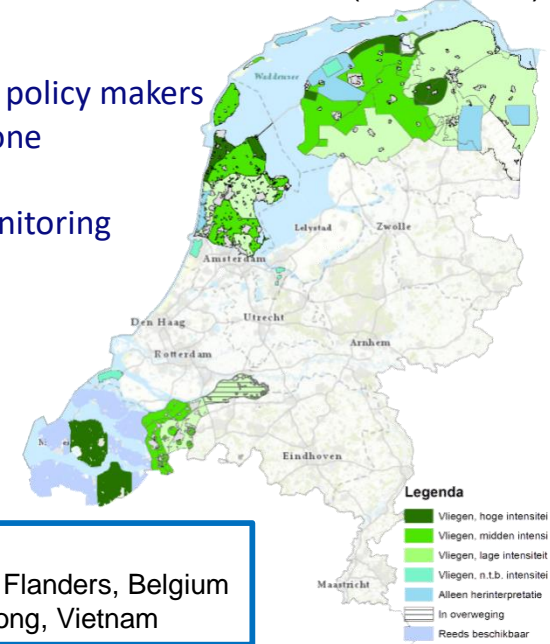 policy makers
one
nitoring
Waddenzee
Lelystad
Zwolle
Amsterdam
Den Haag
Utrecht
Rotterdam
Arnhem
Eindhoven
Maastricht
Legenda
Vliegen, hoge intensitei
Vliegen, midden intensi
Vliegen, lage intensiteit
Vliegen, n.t.b. intensitei
Alleen herinterpretatie
In overweging
Reeds beschikbaar
Flanders, Belgium
ong, Vietnam